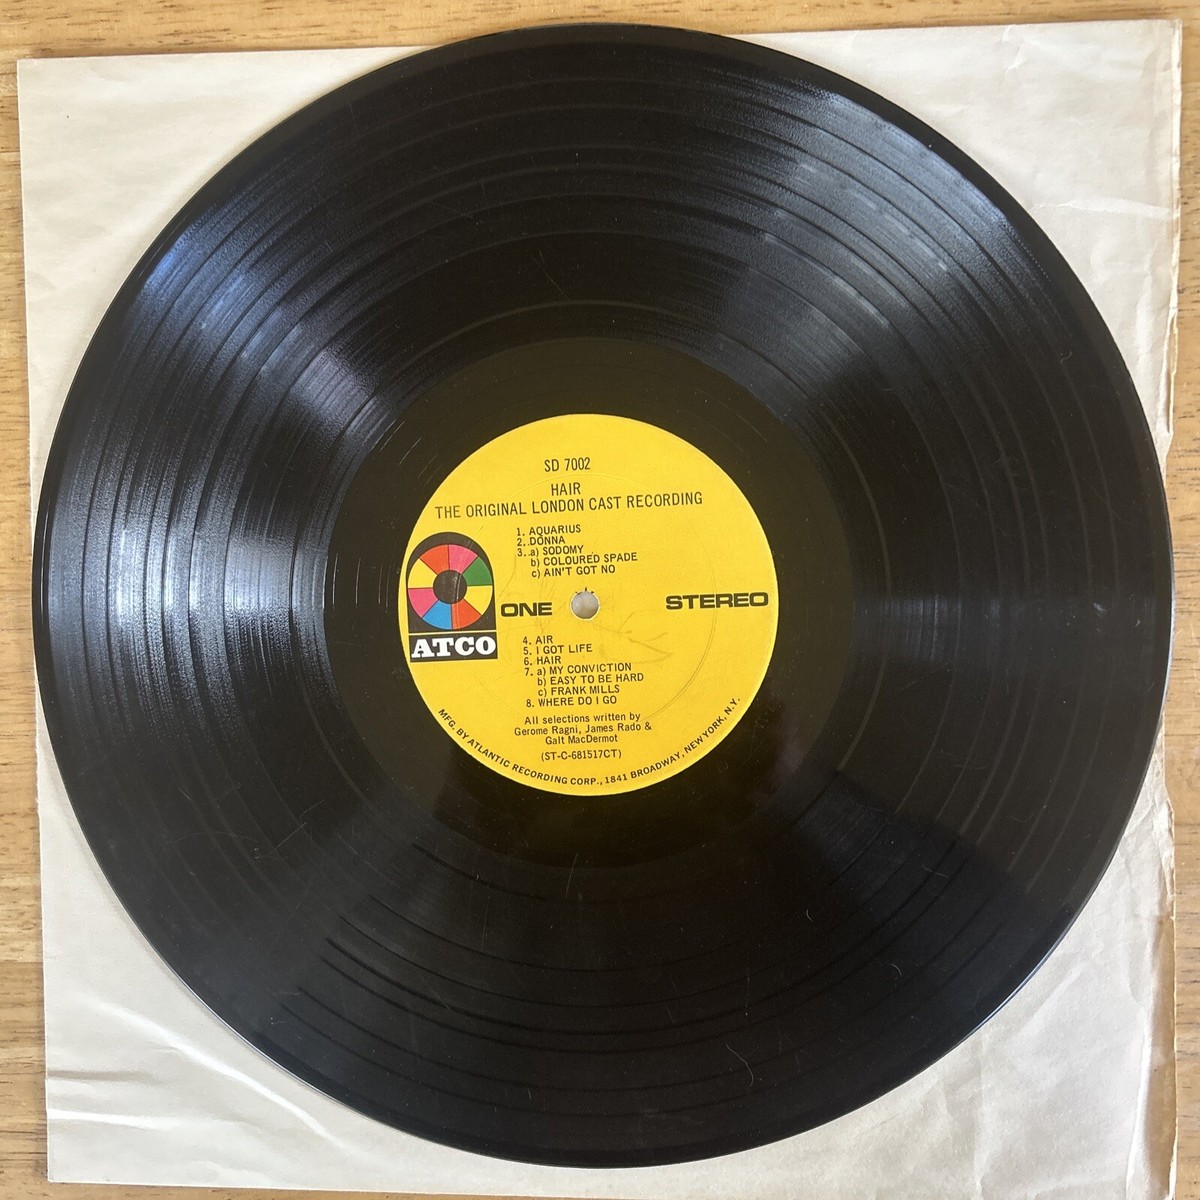 SD 7002
HAIR
THE ORIGINAL LONDON CAST RECORDING
1. AQUARIUS
2. DONNA
3. a) SODOMY
b) COLOURED SPADE
c) AIN'T GOT NO
ATCO
ONE
STEREO
4. AIR
5. I GOT LIFE
6. HAIR
7. a) MY CONVICTION
b) EASY TO BE HARD
c) FRANK MILLS
8. WHERE DO I GO
All selections written by
Gerome Ragni, James Rado &
Galt MacDermot
(ST-C-681517CT)
MFG. BY ATLANTIC RECORDING CORP., 1841 BROADWAY, NEW YORK, N.Y.